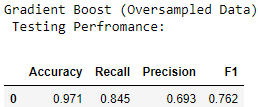 Gradient Boost (Oversampled Data)
Testing Perfromance:
Accuracy Recall Precision F1
0 0.971 0.845 0.693 0.762